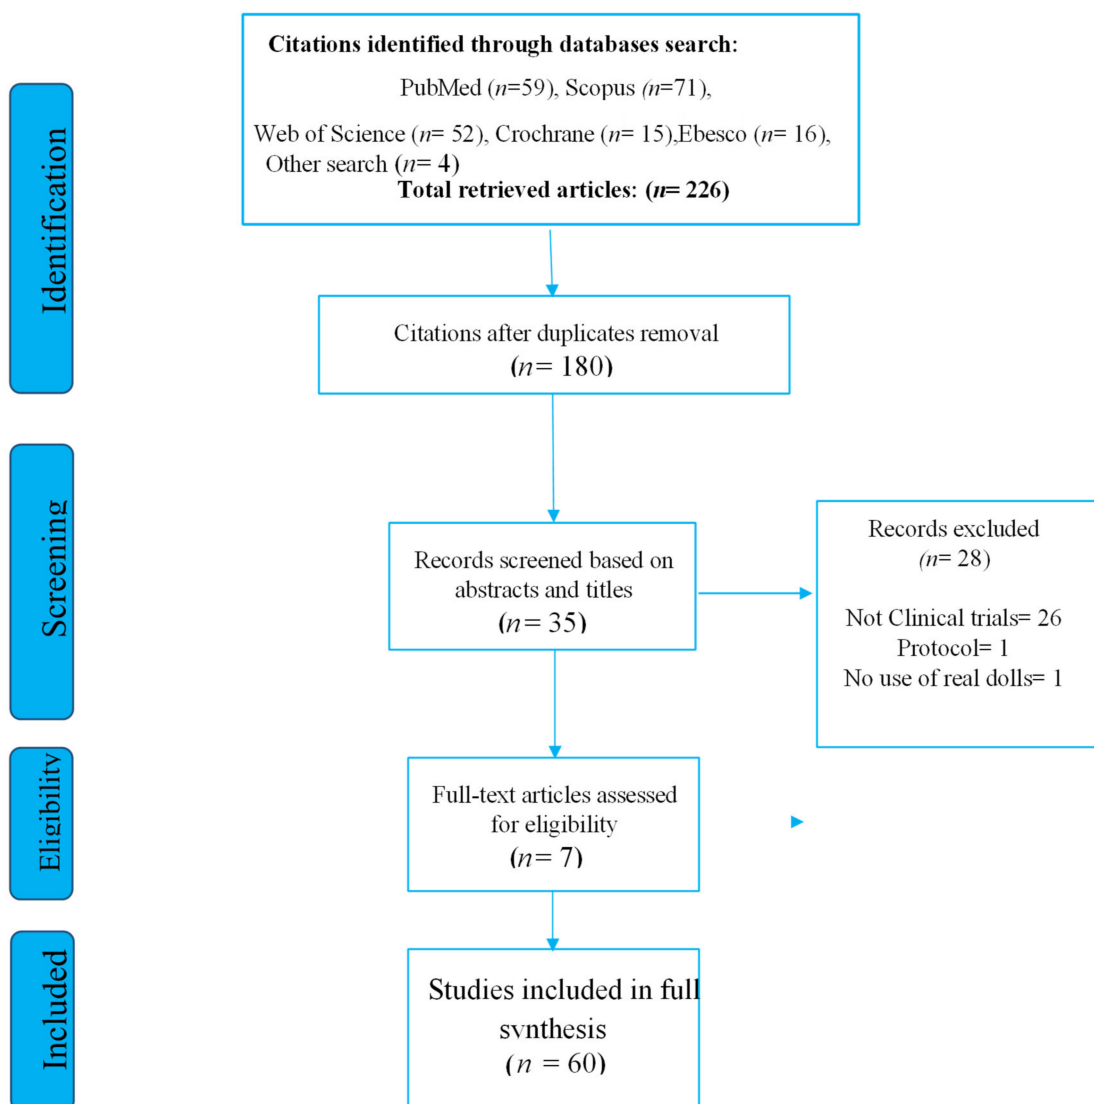 Identification
Citations identified through databases search:
PubMed (n=59), Scopus (n=71),
Web of Science (n= 52), Crochrane (n= 15),Ebesco (n= 16),
Other search (n= 4)
Total retrieved articles: (n= 226)
Citations after duplicates removal
(n= 180)
Screening
Records screened based on
abstracts and titles
(n= 35)
Records excluded
(n= 28)
Not Clinical trials= 26
Protocol= 1
No use of real dolls= 1
Eligibility
Full-text articles assessed
for eligibility
(n= 7)
Included
Studies included in full
synthesis
(n = 60)